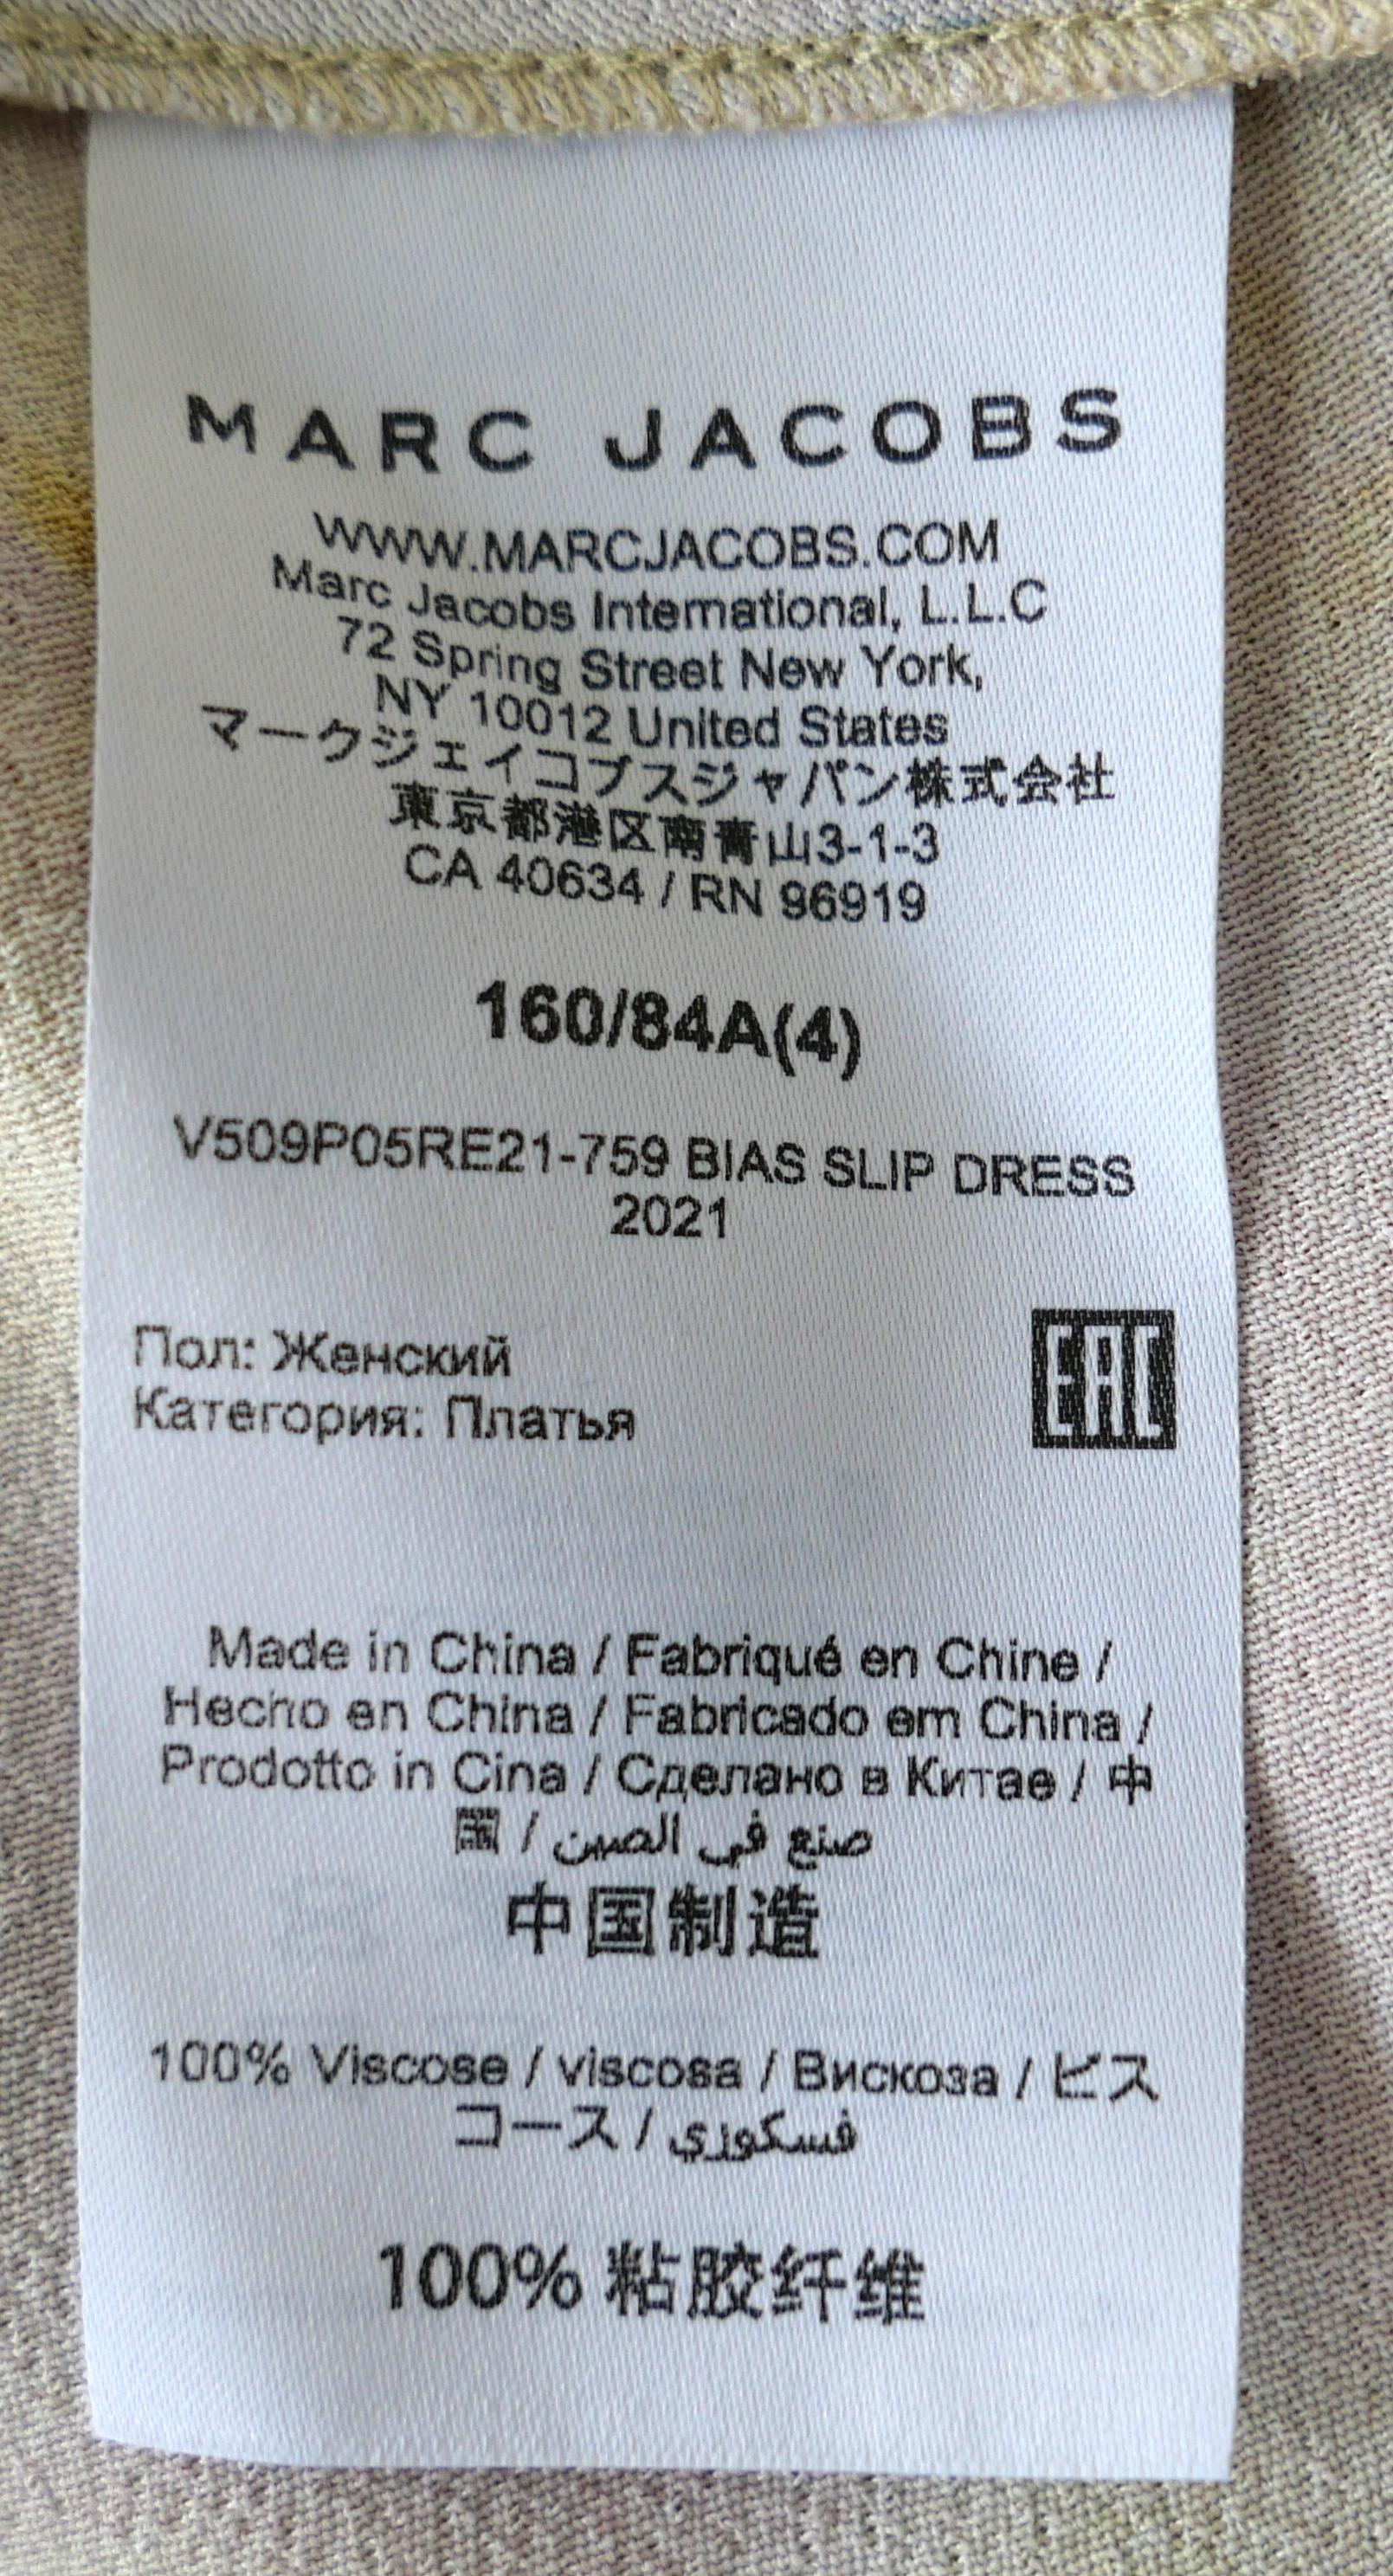 MARC JACOBS
WWW.MARCJACOBS.COM
Marc Jacobs International, L.L.C
72 Spring Street New York,
NY 10012 United States
マークジェイコブスジャパン株式会社
東京都港区南青山3-1-3
CA 40634 / RN 96919
160/84A(4)
V509P05RE21-759 BIAS SLIP DRESS
2021
Пол: Женский
Категория: Платья
EAC
Made in China / Fabriqué en Chine /
Hecho en China / Fabricado em China /
Prodotto in Cina / Сделано в Китае / 中
国 / صنع في الصين
中国制造
100% Viscose / viscosa / Вискоза / ビス
コース / فسكوزي
100% 粘胶纤维